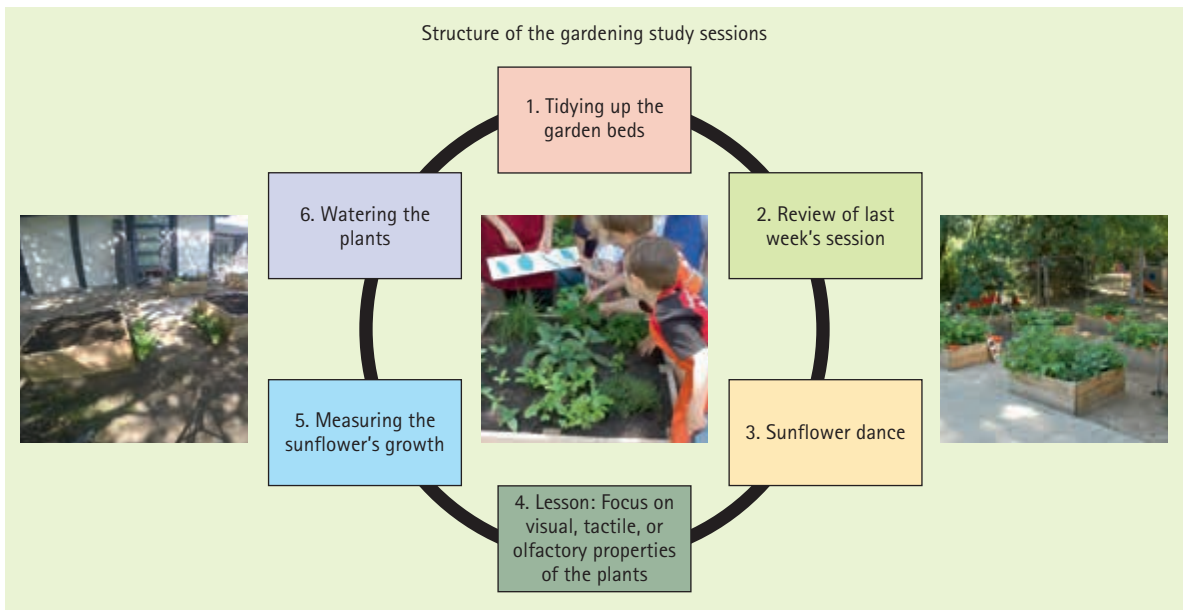 Structure of the gardening study sessions
1. Tidying up the
garden beds
2. Review of last
week's session
3. Sunflower dance
4. Lesson: Focus on
visual, tactile, or
olfactory properties
of the plants
5. Measuring the
sunflower's growth
6. Watering the
plants